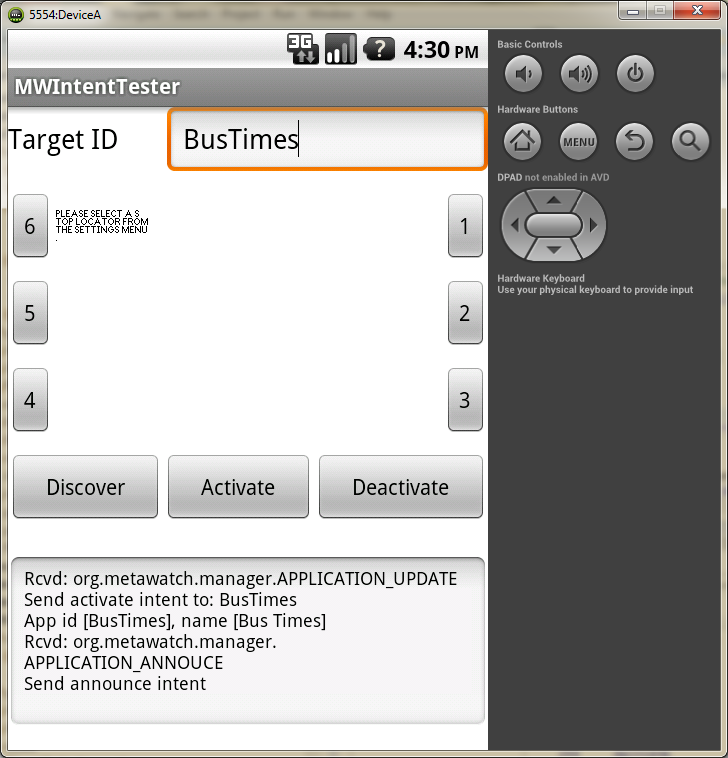 5554:DeviceA
3G ? 4:30 PM
MWIntentTester
Target ID BusTimes
6 PLEASE SELECT A S 1
TOP LOCATOR FROM
THE SETTINGS MENU
.
5 2
4 3
Discover Activate Deactivate
Rcvd: org.metawatch.manager.APPLICATION_UPDATE
Send activate intent to: BusTimes
App id [BusTimes], name [Bus Times]
Rcvd: org.metawatch.manager.
APPLICATION_ANNOUCE
Send announce intent
Basic Controls
Hardware Buttons
MENU
DPAD not enabled in AVD
Hardware Keyboard
Use your physical keyboard to provide input